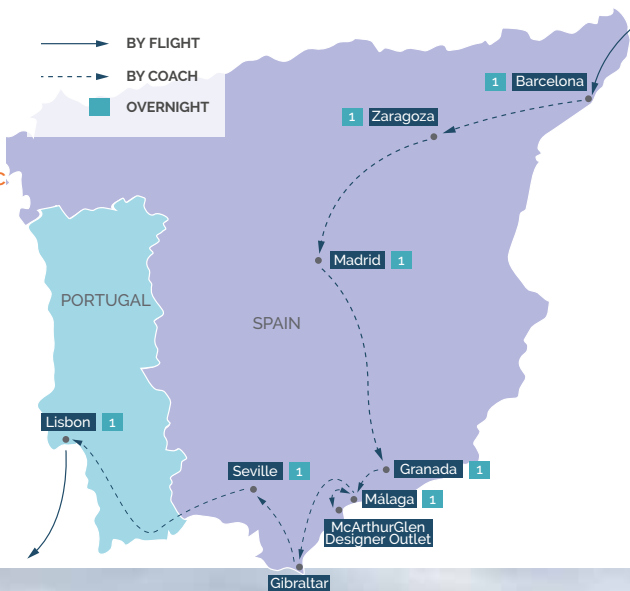 BY FLIGHT
BY COACH
OVERNIGHT
1 Barcelona
1 Zaragoza
Madrid 1
PORTUGAL
SPAIN
Lisbon 1
Seville 1
Granada 1
Málaga 1
McArthurGlen
Designer Outlet
Gibraltar